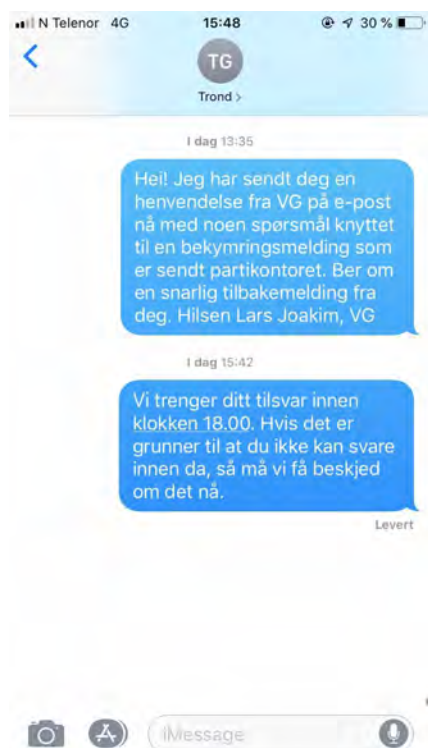 N Telenor 4G 15:48 30 %
TG
Trond >
I dag 13:35
Hei! Jeg har sendt deg en
henvendelse fra VG på e-post
nå med noen spørsmål knyttet
til en bekymringsmelding som
er sendt partikontoret. Ber om
en snarlig tilbakemelding fra
deg. Hilsen Lars Joakim, VG
I dag 15:42
Vi trenger ditt tilsvar innen
klokken 18.00. Hvis det er
grunner til at du ikke kan svare
innen da, så må vi få beskjed
om det nå.
Levert
iMessage